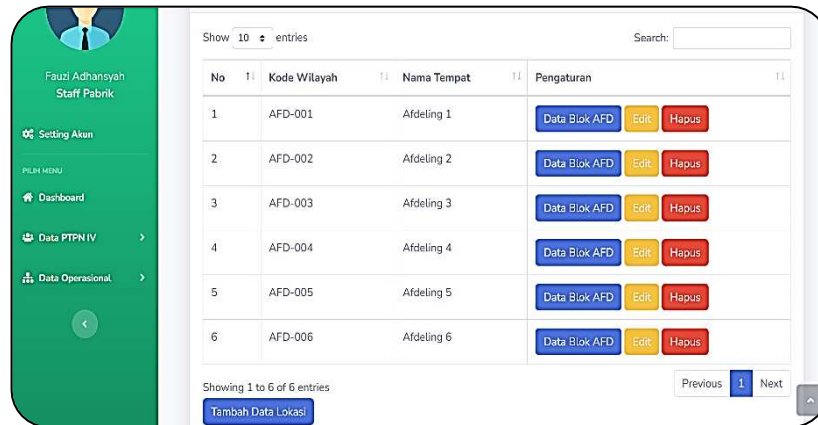 Fauzi Adhansyah
Staff Pabrik
Setting Akun
PILIH MENU
Dashboard
Data PTPN IV
Data Operasional
Show 10 entries
Search:
No Kode Wilayah Nama Tempat Pengaturan
1 AFD-001 Afdeling 1 Data Blok AFD Edit Hapus
2 AFD-002 Afdeling 2 Data Blok AFD Edit Hapus
3 AFD-003 Afdeling 3 Data Blok AFD Edit Hapus
4 AFD-004 Afdeling 4 Data Blok AFD Edit Hapus
5 AFD-005 Afdeling 5 Data Blok AFD Edit Hapus
6 AFD-006 Afdeling 6 Data Blok AFD Edit Hapus
Showing 1 to 6 of 6 entries
Previous 1 Next
Tambah Data Lokasi